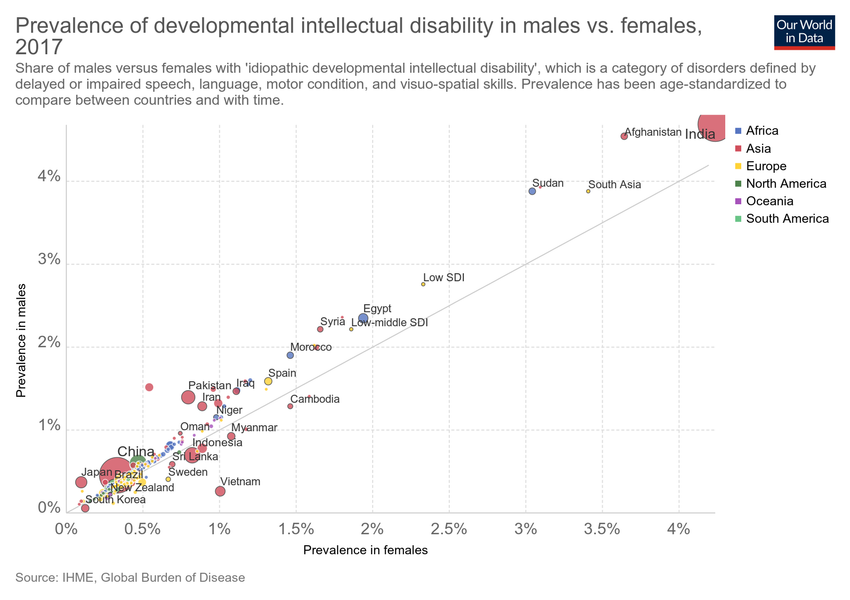 Prevalence of developmental intellectual disability in males vs. females,
2017
Our World
in Data
Share of males versus females with 'idiopathic developmental intellectual disability', which is a category of disorders defined by
delayed or impaired speech, language, motor condition, and visuo-spatial skills. Prevalence has been age-standardized to
compare between countries and with time.
Prevalence in males
4%
3%
2%
1%
0%
Afghanistan
India
Sudan
South Asia
Low SDI
Egypt
Syria
Low-middle SDI
Morocco
Spain
Pakistan
Iraq
Iran
Cambodia
Niger
Oman
Myanmar
Indonesia
China
Sri Lanka
Japan
Brazil
Sweden
New Zealand
Vietnam
South Korea
0%
0.5%
1%
1.5%
2%
2.5%
3%
3.5%
4%
Prevalence in females
Africa
Asia
Europe
North America
Oceania
South America
Source: IHME, Global Burden of Disease